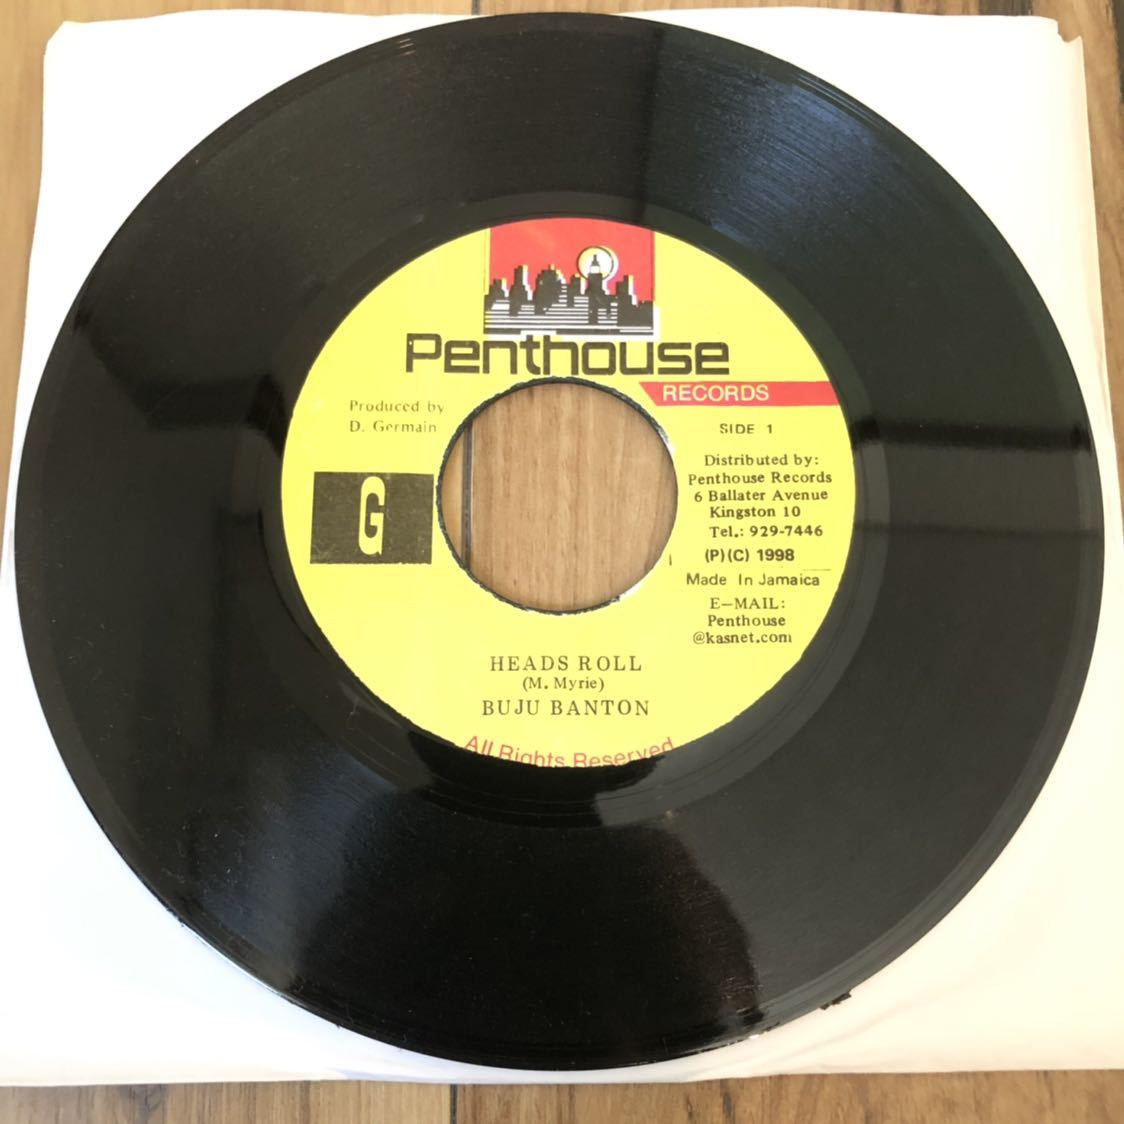 Penthouse
RECORDS
Produced by
D. Germain
G
SIDE 1
Distributed by:
Penthouse Records
6 Ballater Avenue
Kingston 10
Tel.: 929-7446
(P)(C) 1998
Made In Jamaica
E-MAIL:
Penthouse
@kasnet.com
HEADS ROLL
(M. Myrie)
BUJU BANTON
All Rights Reserved